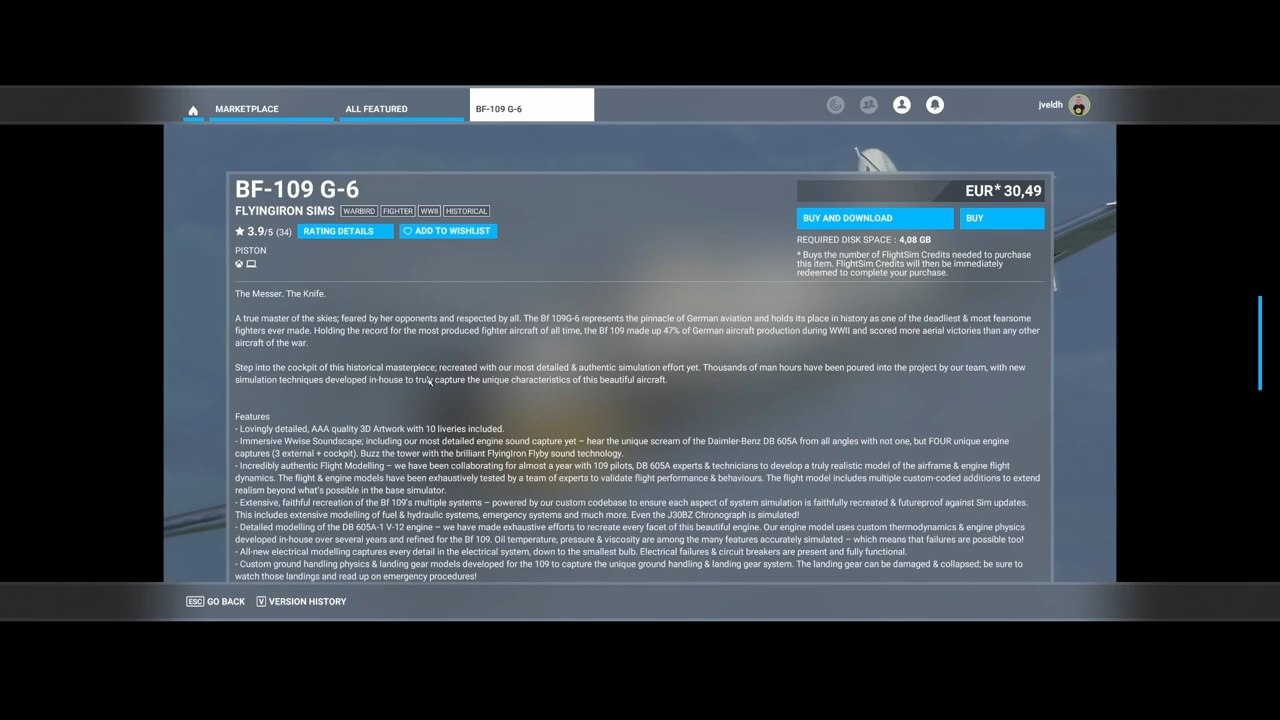 MARKETPLACE
ALL FEATURED
BF-109 G-6
jveldh
BF-109 G-6
EUR* 30,49
FLYINGIRON SIMS WARBIRD FIGHTER WWII HISTORICAL
BUY AND DOWNLOAD
BUY
3.9/5 (34) RATING DETAILS ADD TO WISHLIST
REQUIRED DISK SPACE : 4,08 GB
PISTON
* Buys the number of FlightSim Credits needed to purchase
this item. FlightSim Credits will then be immediately
redeemed to complete your purchase.
The Messer. The Knife.
A true master of the skies; feared by her opponents and respected by all. The Bf 109G-6 represents the pinnacle of German aviation and holds its place in history as one of the deadliest & most fearsome
fighters ever made. Holding the record for the most produced fighter aircraft of all time, the Bf 109 made up 47% of German aircraft production during WWII and scored more aerial victories than any other
aircraft of the war.
Step into the cockpit of this historical masterpiece; recreated with our most detailed & authentic simulation effort yet. Thousands of man hours have been poured into the project by our team, with new
simulation techniques developed in-house to truly capture the unique characteristics of this beautiful aircraft.
Features
- Lovingly detailed, AAA quality 3D Artwork with 10 liveries included.
- Immersive Wwise Soundscape; including our most detailed engine sound capture yet – hear the unique scream of the Daimler-Benz DB 605A from all angles with not one, but FOUR unique engine
captures (3 external + cockpit). Buzz the tower with the brilliant FlyingIron Flyby sound technology.
- Incredibly authentic Flight Modelling – we have been collaborating for almost a year with 109 pilots, DB 605A experts & technicians to develop a truly realistic model of the airframe & engine flight
dynamics. The flight & engine models have been exhaustively tested by a team of experts to validate flight performance & behaviours. The flight model includes multiple custom-coded additions to extend
realism beyond what's possible in the base simulator.
- Extensive, faithful recreation of the Bf 109's multiple systems – powered by our custom codebase to ensure each aspect of system simulation is faithfully recreated & futureproof against Sim updates.
This includes extensive modelling of fuel & hydraulic systems, emergency systems and much more. Even the J30BZ Chronograph is simulated!
- Detailed modelling of the DB 605A-1 V-12 engine – we have made exhaustive efforts to recreate every facet of this beautiful engine. Our engine model uses custom thermodynamics & engine physics
developed in-house over several years and refined for the Bf 109. Oil temperature, pressure & viscosity are among the many features accurately simulated – which means that failures are possible too!
- All-new electrical modelling captures every detail in the electrical system, down to the smallest bulb. Electrical failures & circuit breakers are present and fully functional.
- Custom ground handling physics & landing gear models developed for the 109 to capture the unique ground handling & landing gear system. The landing gear can be damaged & collapsed; be sure to
watch those landings and read up on emergency procedures!
ESC GO BACK V VERSION HISTORY